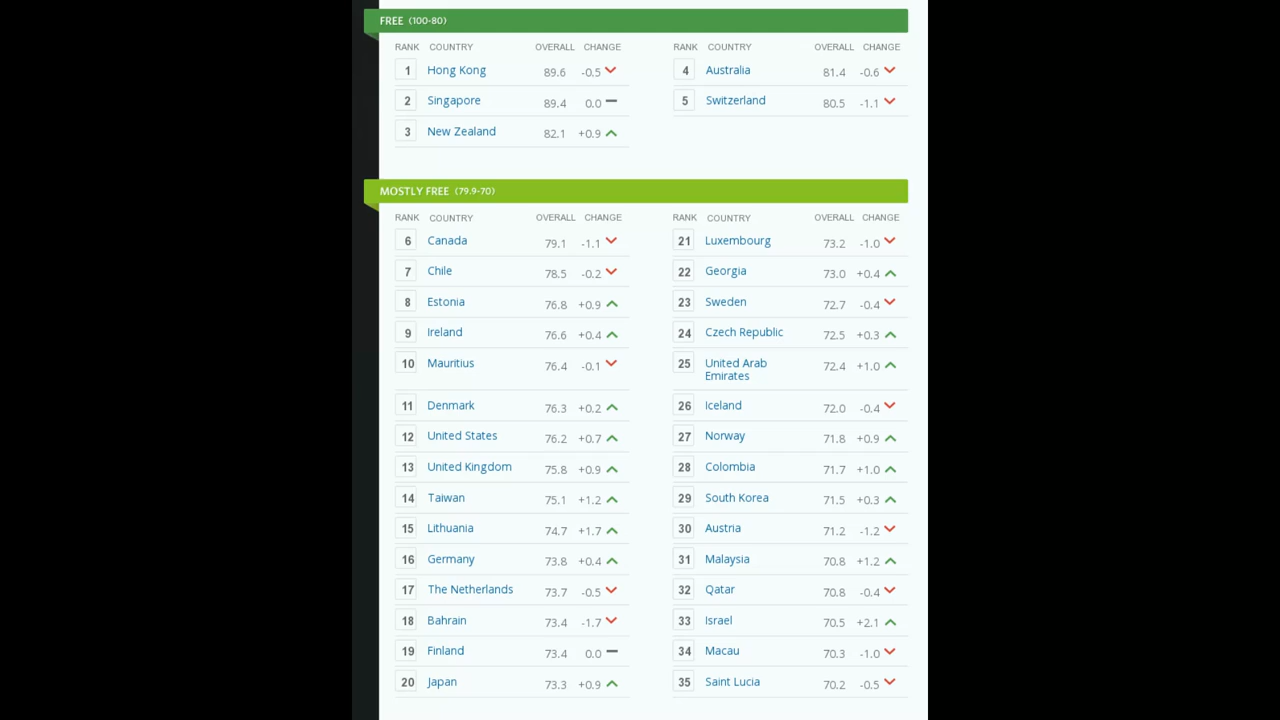 FREE (100-80)
RANK COUNTRY OVERALL CHANGE
1 Hong Kong 89.6 -0.5
2 Singapore 89.4 0.0
3 New Zealand 82.1 +0.9
RANK COUNTRY OVERALL CHANGE
4 Australia 81.4 -0.6
5 Switzerland 80.5 -1.1
MOSTLY FREE (79.9-70)
RANK COUNTRY OVERALL CHANGE
6 Canada 79.1 -1.1
7 Chile 78.5 -0.2
8 Estonia 76.8 +0.9
9 Ireland 76.6 +0.4
10 Mauritius 76.4 -0.1
11 Denmark 76.3 +0.2
12 United States 76.2 +0.7
13 United Kingdom 75.8 +0.9
14 Taiwan 75.1 +1.2
15 Lithuania 74.7 +1.7
16 Germany 73.8 +0.4
17 The Netherlands 73.7 -0.5
18 Bahrain 73.4 -1.7
19 Finland 73.4 0.0
20 Japan 73.3 +0.9
RANK COUNTRY OVERALL CHANGE
21 Luxembourg 73.2 -1.0
22 Georgia 73.0 +0.4
23 Sweden 72.7 -0.4
24 Czech Republic 72.5 +0.3
25 United Arab 72.4 +1.0
Emirates
26 Iceland 72.0 -0.4
27 Norway 71.8 +0.9
28 Colombia 71.7 +1.0
29 South Korea 71.5 +0.3
30 Austria 71.2 -1.2
31 Malaysia 70.8 +1.2
32 Qatar 70.8 -0.4
33 Israel 70.5 +2.1
34 Macau 70.3 -1.0
35 Saint Lucia 70.2 -0.5